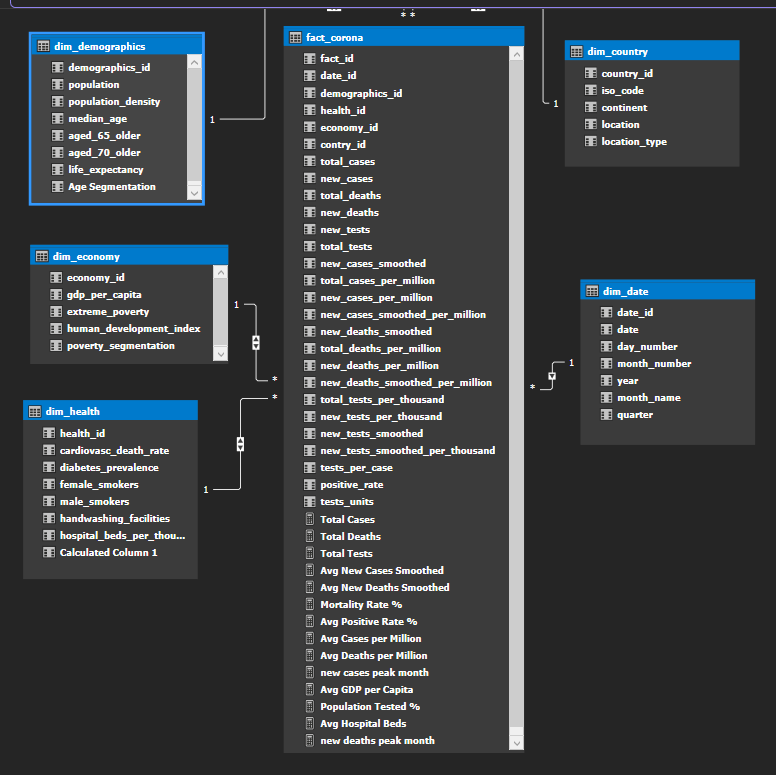 dim_demographics
demographics_id
population
population_density
median_age
aged_65_older
aged_70_older
life_expectancy
Age Segmentation
1
dim_economy
economy_id
gdp_per_capita
extreme_poverty
human_development_index
poverty_segmentation
1
*
dim_health
health_id
cardiovasc_death_rate
diabetes_prevalence
female_smokers
male_smokers
handwashing_facilities
hospital_beds_per_thou...
Calculated Column 1
1
*
* *
fact_corona
fact_id
date_id
demographics_id
health_id
economy_id
contry_id
total_cases
new_cases
total_deaths
new_deaths
new_tests
total_tests
new_cases_smoothed
total_cases_per_million
new_cases_per_million
new_cases_smoothed_per_million
new_deaths_smoothed
total_deaths_per_million
new_deaths_per_million
new_deaths_smoothed_per_million
total_tests_per_thousand
new_tests_per_thousand
new_tests_smoothed
new_tests_smoothed_per_thousand
tests_per_case
positive_rate
tests_units
Total Cases
Total Deaths
Total Tests
Avg New Cases Smoothed
Avg New Deaths Smoothed
Mortality Rate %
Avg Positive Rate %
Avg Cases per Million
Avg Deaths per Million
new cases peak month
Avg GDP per Capita
Population Tested %
Avg Hospital Beds
new deaths peak month
1
dim_country
country_id
iso_code
continent
location
location_type
*
1
dim_date
date_id
date
day_number
month_number
year
month_name
quarter